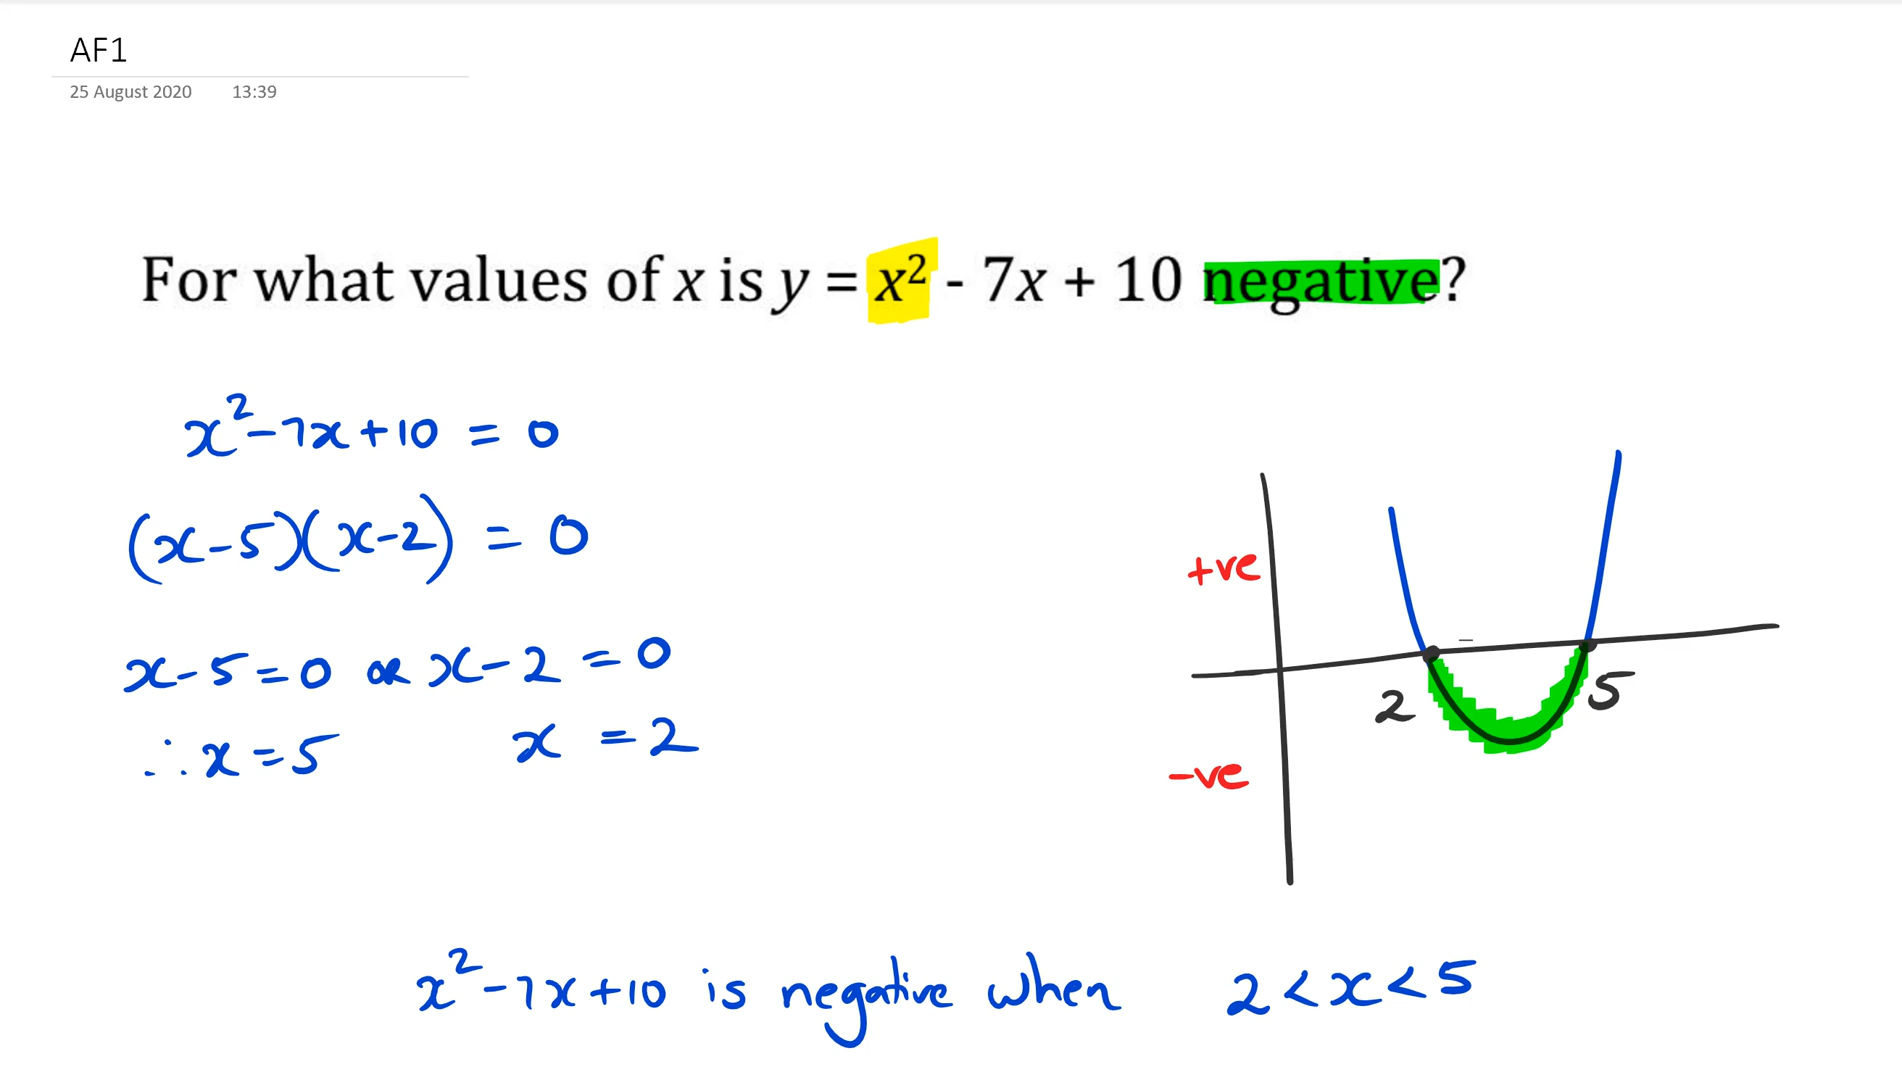 AF1
25 August 2020 13:39
For what values of x is y = x² - 7x + 10 negative?
x² - 7x + 10 = 0
(x - 5)(x - 2) = 0
x - 5 = 0 or x - 2 = 0
∴ x = 5 x = 2
+ve
2 5
-ve
x² - 7x + 10 is negative when 2 < x < 5